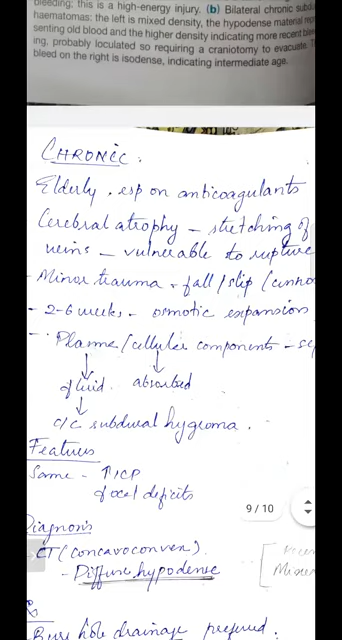 bleeding; this is a high-energy injury. (b) Bilateral chronic subdu
haematomas: the left is mixed density, the hypodense material
senting old blood and the higher density indicating more recent
ing, probably loculated so requiring a craniotomy to evacuate.
bleed on the right is isodense, indicating intermediate age.
CHRONIC:
Elderly, esp on anticoagulants
Cerebral atrophy - stretching of
veins - vulnerable to rupture
- Minor trauma - fall/slip
- 2-6 weeks - osmotic expansion
- Plasma/cellular components -
↓ ↓
fluid absorbed
↓
c/c subdural hygroma.
Features
Same - ↑ICP
focal deficits
9 / 10
Diagnosis
- CT (concavoconvex).
- Diffuse hypodense
Burr hole drainage preferred.